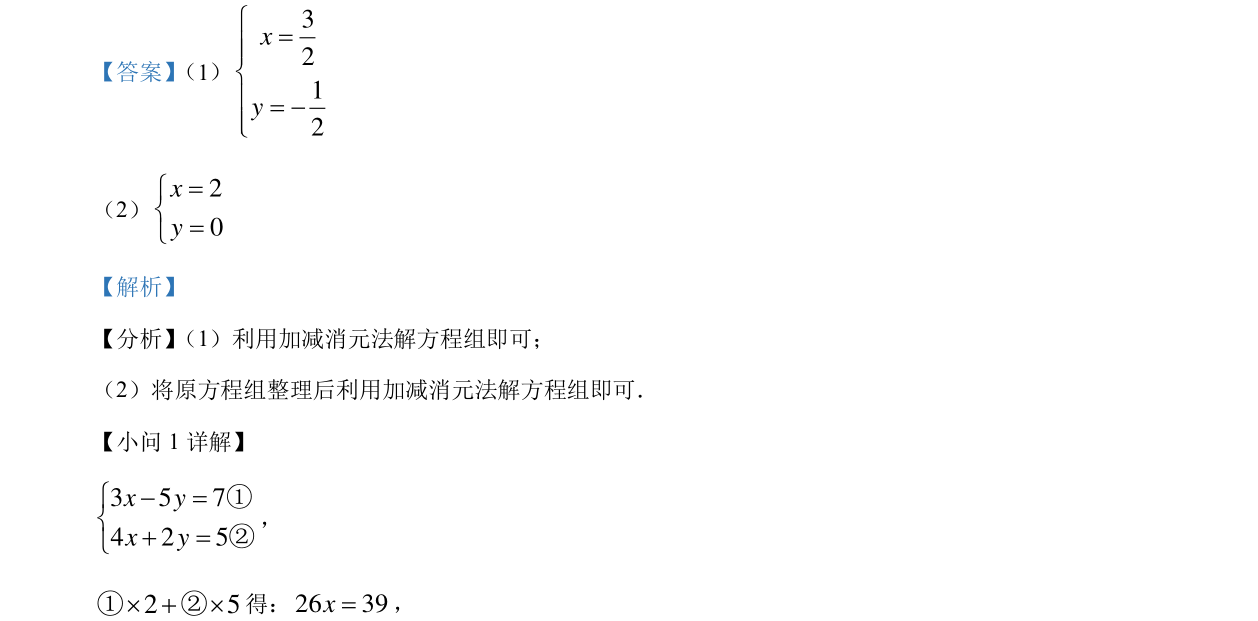 【答案】（1）{x=3/2
y=-1/2
（2）{x=2
y=0
【解析】
【分析】（1）利用加减消元法解方程组即可；
（2）将原方程组整理后利用加减消元法解方程组即可．
【小问 1 详解】
{3x-5y=7①
4x+2y=5②，
①×2+②×5得：26x=39，